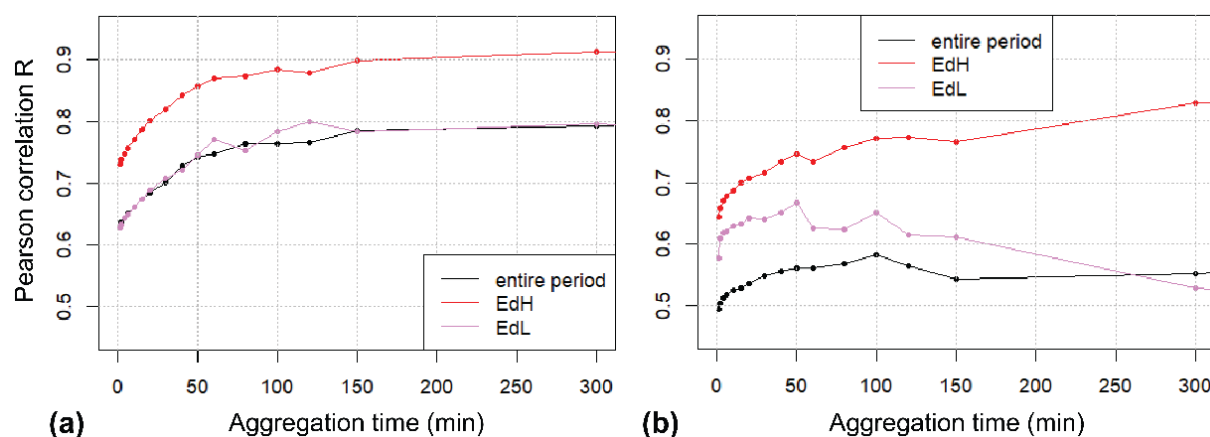 Pearson correlation R
0.9
0.8
0.7
0.6
0.5
entire period
EdH
EdL
0 50 100 150 200 250 300
(a) Aggregation time (min)
0.9
0.8
0.7
0.6
0.5
entire period
EdH
EdL
0 50 100 150 200 250 300
(b) Aggregation time (min)